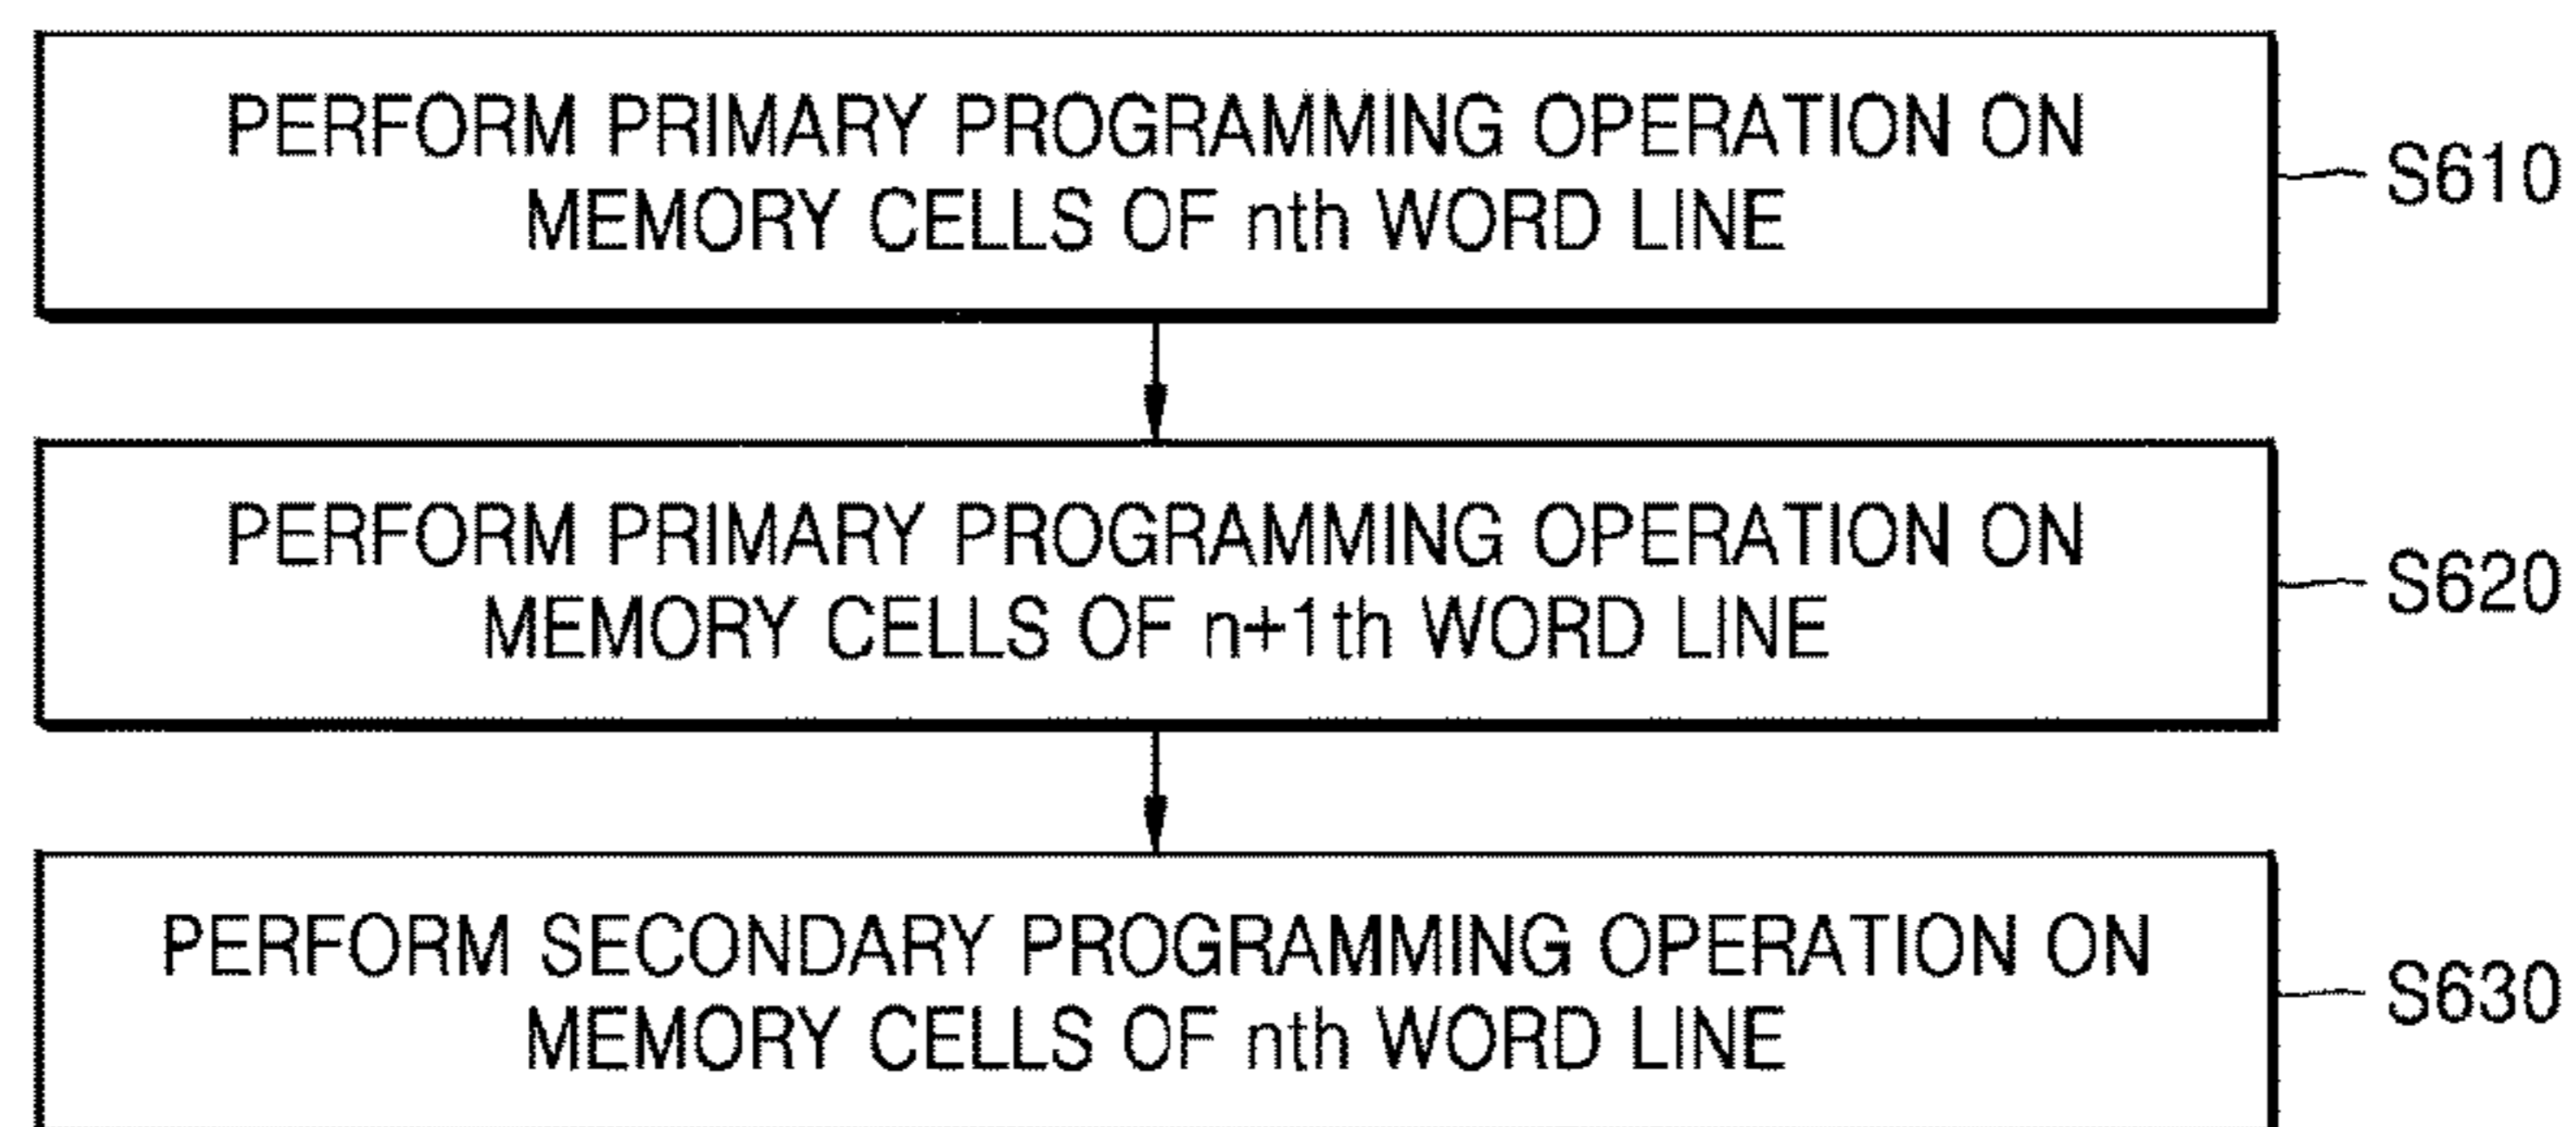 PERFORM PRIMARY PROGRAMMING OPERATION ON
MEMORY CELLS OF nth WORD LINE
S610
PERFORM PRIMARY PROGRAMMING OPERATION ON
MEMORY CELLS OF n+1th WORD LINE
S620
PERFORM SECONDARY PROGRAMMING OPERATION ON
MEMORY CELLS OF nth WORD LINE
S630